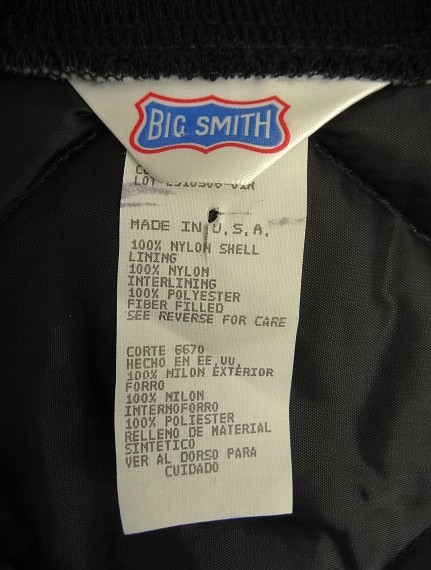 BIG SMITH
LOT
MADE IN U.S.A.
100% NYLON SHELL
LINING
100% NYLON
INTERLINING
100% POLYESTER
FIBER FILLED
SEE REVERSE FOR CARE
CORTE 6670
HECHO EN EE.UU.
100% NILON EXTERIOR
FORRO
100% NILON
INTERNOFORRO
100% POLIESTER
RELLENO DE MATERIAL
SINTETICO
VER AL DORSO PARA
CUIDADO